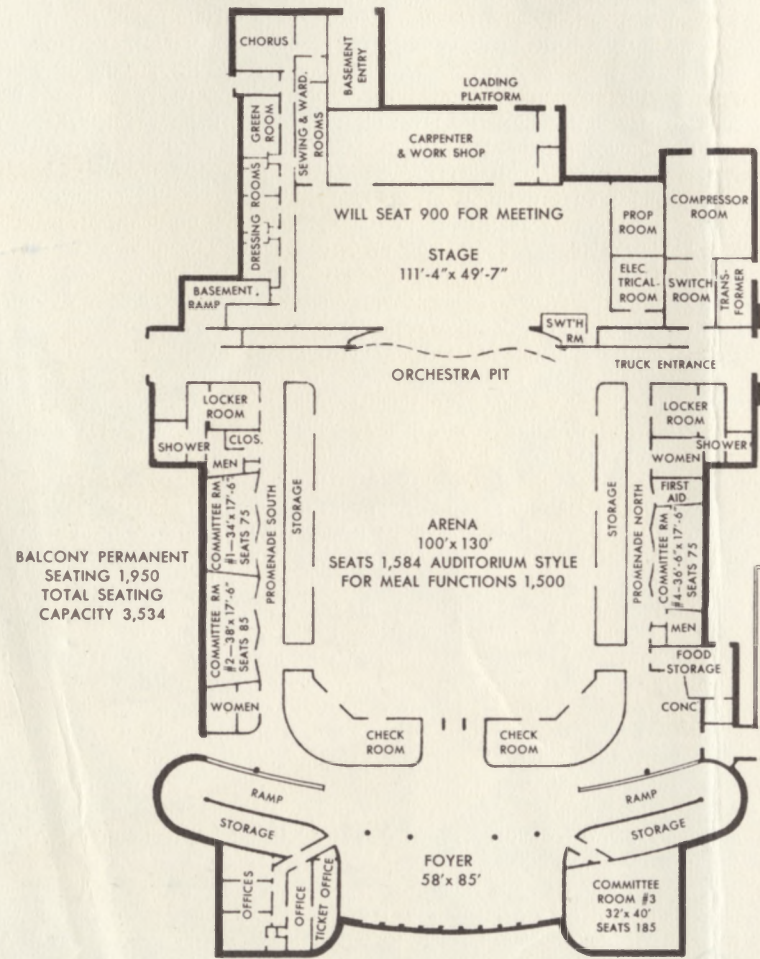 CHORUS
BASEMENT
ENTRY
LOADING
PLATFORM
GREEN
ROOM
SEWING & WARD.
ROOMS
CARPENTER
& WORK SHOP
DRESSING ROOMS
WILL SEAT 900 FOR MEETING
PROP
ROOM
COMPRESSOR
ROOM
STAGE
111'-4"x 49'-7"
ELEC
TRICAL-
ROOM
SWITCH
ROOM
TRANS-
FORMER
BASEMENT
RAMP
SWT'H
RM
ORCHESTRA PIT
TRUCK ENTRANCE
LOCKER
ROOM
LOCKER
ROOM
SHOWER
CLOS.
MEN
WOMEN
SHOWER
FIRST
AID
COMMITTEE RM
#1—34'x17'-6"
SEATS 75
PROMENADE SOUTH
STORAGE
ARENA
100'x 130'
SEATS 1,584 AUDITORIUM STYLE
FOR MEAL FUNCTIONS 1,500
STORAGE
PROMENADE NORTH
COMMITTEE RM
#4—36'-6"x17'-6"
SEATS 75
BALCONY PERMANENT
SEATING 1,950
TOTAL SEATING
CAPACITY 3,534
COMMITTEE RM
#2—38'x17'-6"
SEATS 85
MEN
FOOD
STORAGE
WOMEN
CONC
CHECK
ROOM
CHECK
ROOM
RAMP
RAMP
STORAGE
STORAGE
FOYER
58'x 85'
OFFICES
OFFICE
TICKET OFFICE
COMMITTEE
ROOM #3
32'x 40'
SEATS 185